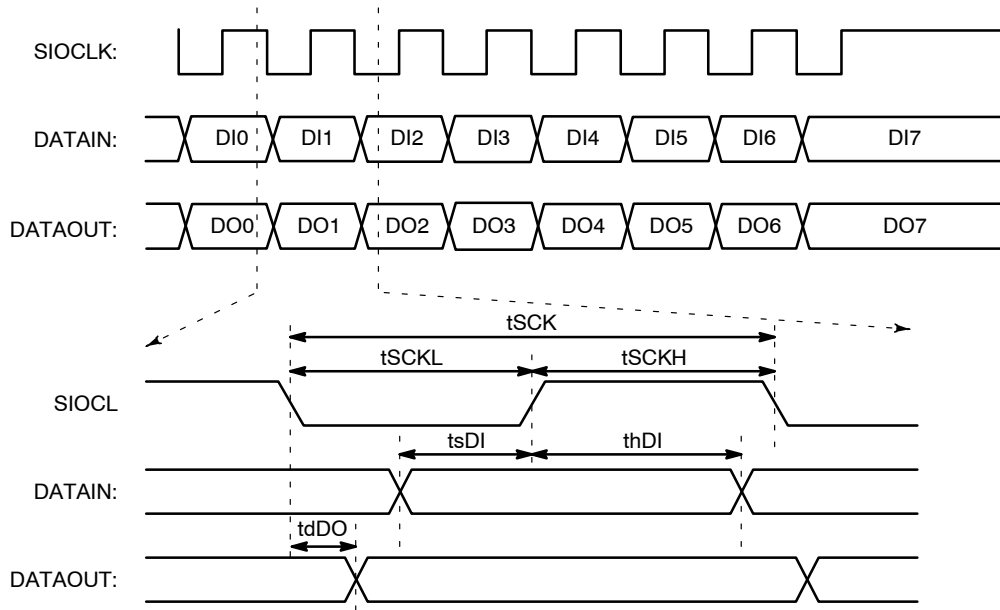 SIOCLK:
DATAIN: DI0 DI1 DI2 DI3 DI4 DI5 DI6 DI7
DATAOUT: DO0 DO1 DO2 DO3 DO4 DO5 DO6 DO7
tSCK
tSCKL tSCKH
SIOCL
tsDI thDI
DATAIN:
tdDO
DATAOUT: